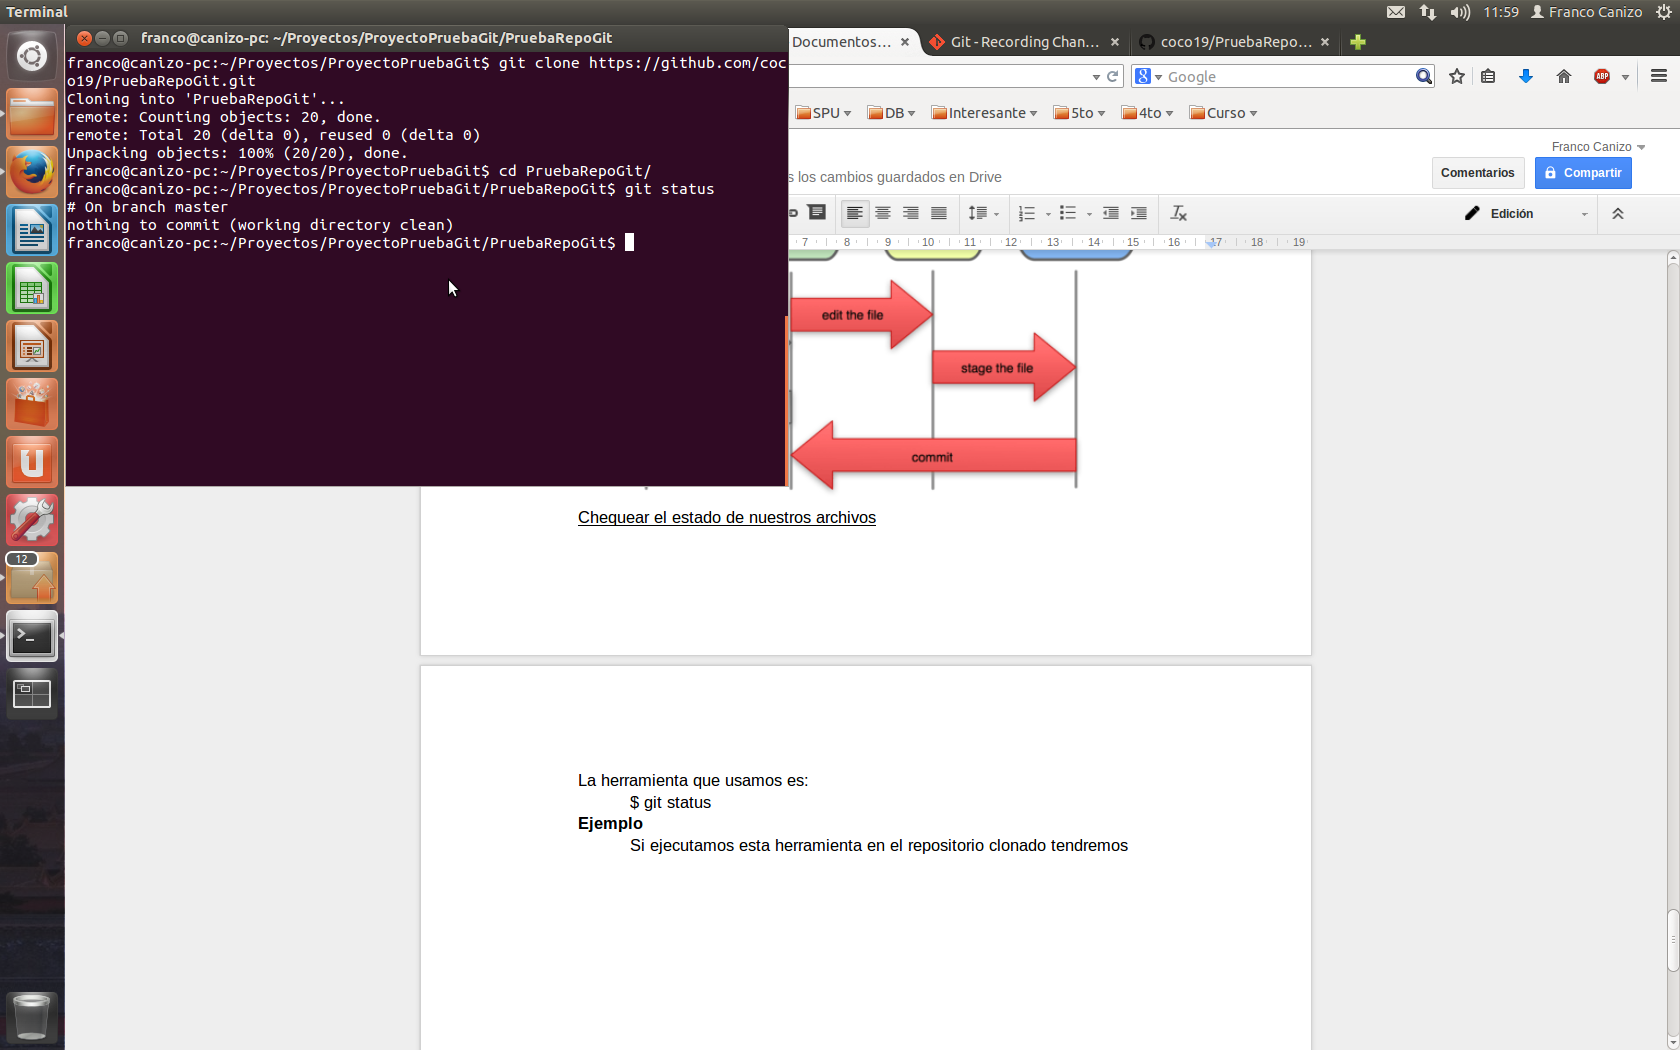 Terminal
11:59
Franco Canizo
franco@canizo-pc: ~/Proyectos/ProyectoPruebaGit/PruebaRepoGit
franco@canizo-pc:~/Proyectos/ProyectoPruebaGit$ git clone https://github.com/coc
o19/PruebaRepoGit.git
Cloning into 'PruebaRepoGit'...
remote: Counting objects: 20, done.
remote: Total 20 (delta 0), reused 0 (delta 0)
Unpacking objects: 100% (20/20), done.
franco@canizo-pc:~/Proyectos/ProyectoPruebaGit$ cd PruebaRepoGit/
franco@canizo-pc:~/Proyectos/ProyectoPruebaGit/PruebaRepoGit$ git status
# On branch master
nothing to commit (working directory clean)
franco@canizo-pc:~/Proyectos/ProyectoPruebaGit/PruebaRepoGit$
12
Documentos...
Git - Recording Chan...
coco19/PruebaRepo...
8
Google
ABP
SPU
DB
Interesante
5to
4to
Curso
Franco Canizo
s los cambios guardados en Drive
Comentarios
Compartir
Edición
7 8 9 10 11 12 13 14 15 16 17 18 19
edit the file
stage the file
commit
Chequear el estado de nuestros archivos
La herramienta que usamos es:
$ git status
Ejemplo
Si ejecutamos esta herramienta en el repositorio clonado tendremos